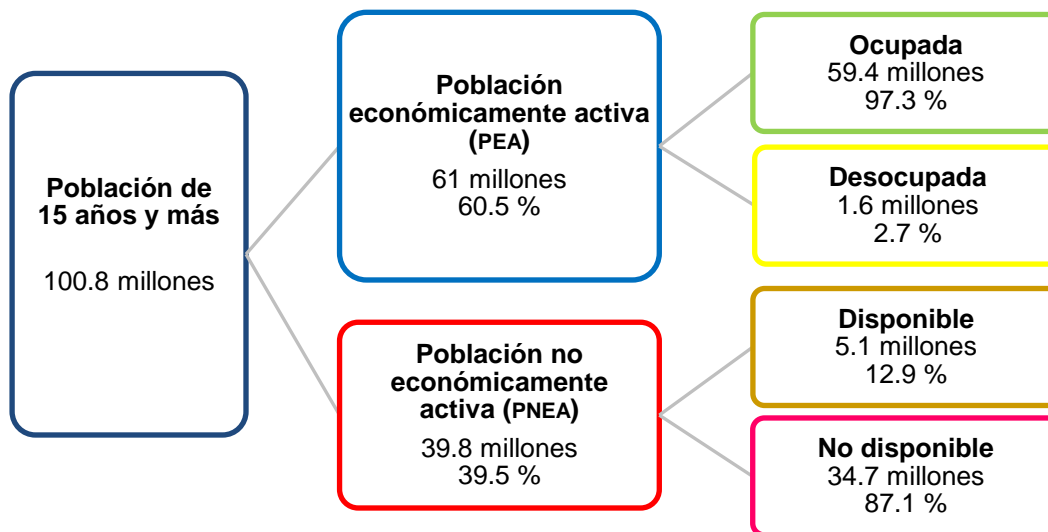 Población de
15 años y más
100.8 millones
Población
económicamente activa
(PEA)
61 millones
60.5 %
Población no
económicamente
activa (PNEA)
39.8 millones
39.5 %
Ocupada
59.4 millones
97.3 %
Desocupada
1.6 millones
2.7 %
Disponible
5.1 millones
12.9 %
No disponible
34.7 millones
87.1 %